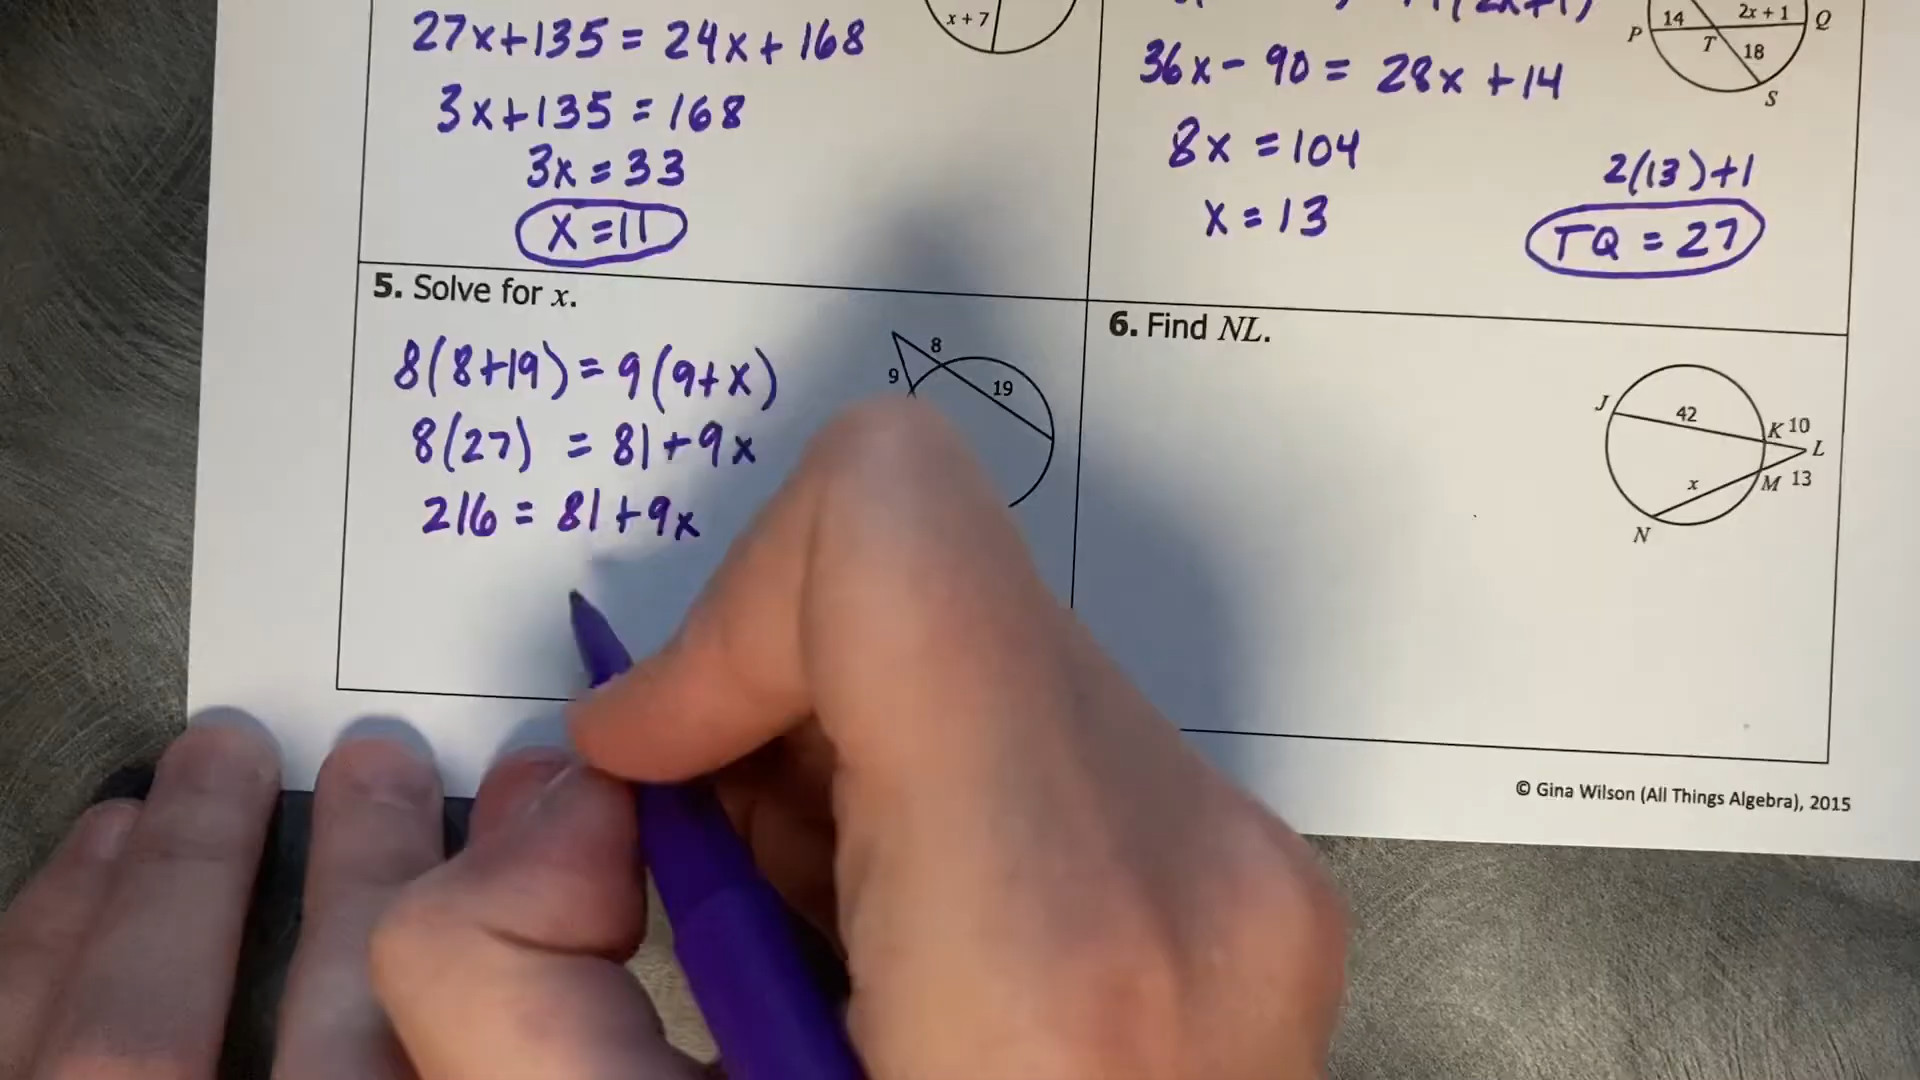 27x+135 = 24x+168
3x+135 = 168
3x = 33
x = 11
x + 7
36x - 90 = 28x + 14
8x = 104
x = 13
2(13)+1
TQ = 27
P
14
2x + 1
Q
T
18
S
5. Solve for x.
8(8+19) = 9(9+x)
8(27) = 81+9x
216 = 81+9x
8
9
19
6. Find NL.
J
42
K 10
L
x
M 13
N
© Gina Wilson (All Things Algebra), 2015